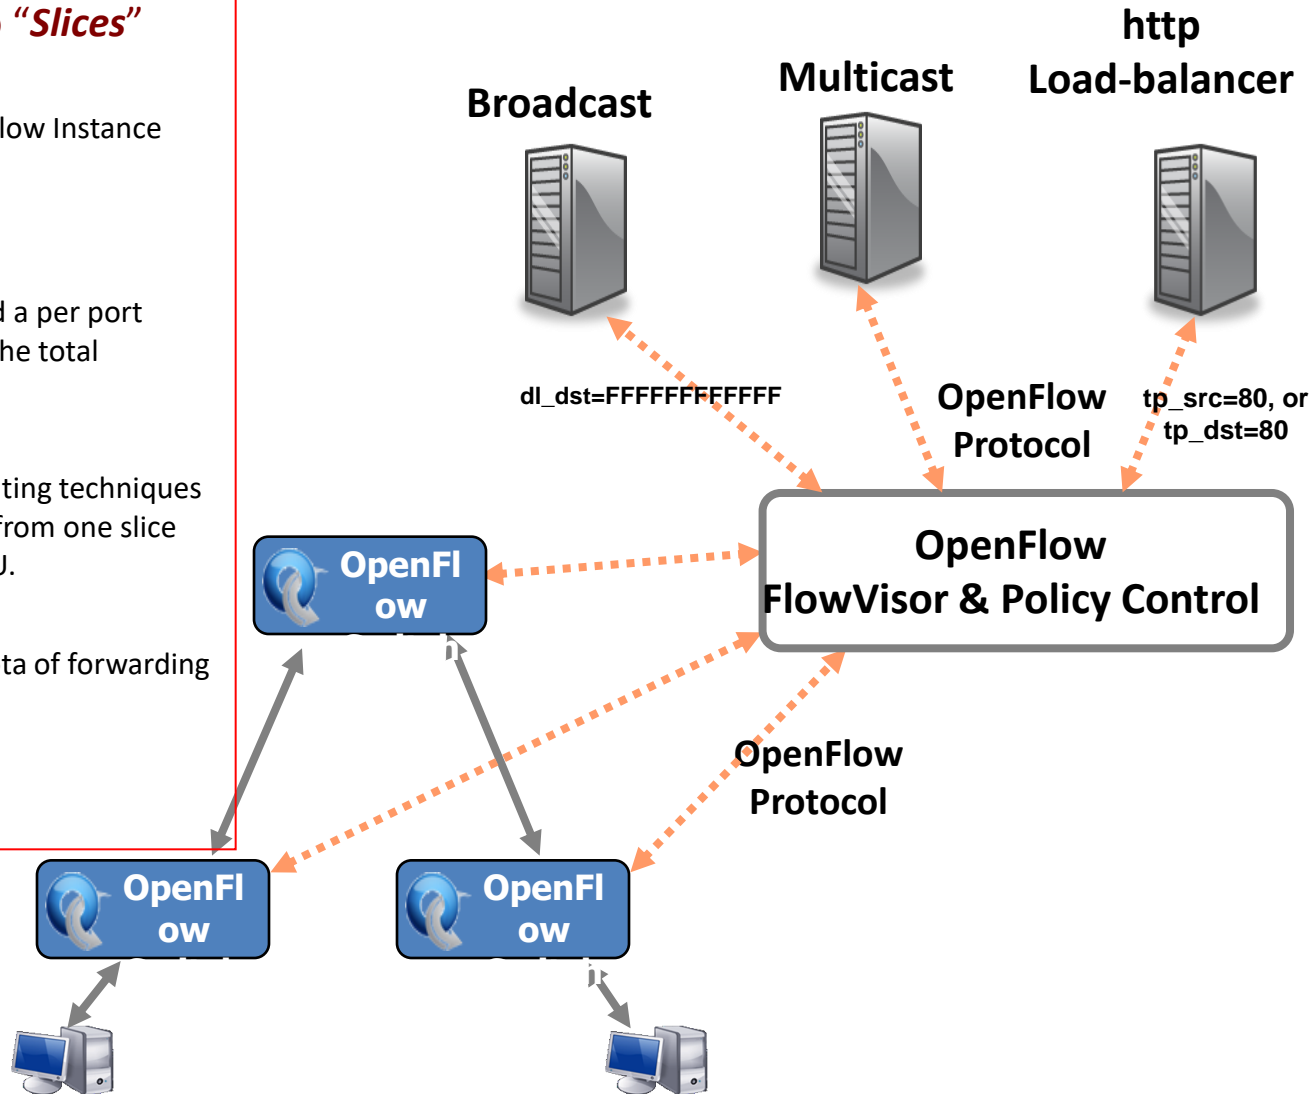 “Slices”
low Instance
d a per port
he total
ting techniques
from one slice
J.
ta of forwarding
Broadcast
Multicast
http
Load-balancer
dl_dst=FFFFFFFFFFFF
OpenFlow
Protocol
tp_src=80, or
tp_dst=80
OpenFlow
FlowVisor & Policy Control
OpenFl
ow
OpenFlow
Protocol
OpenFl
ow
OpenFl
ow